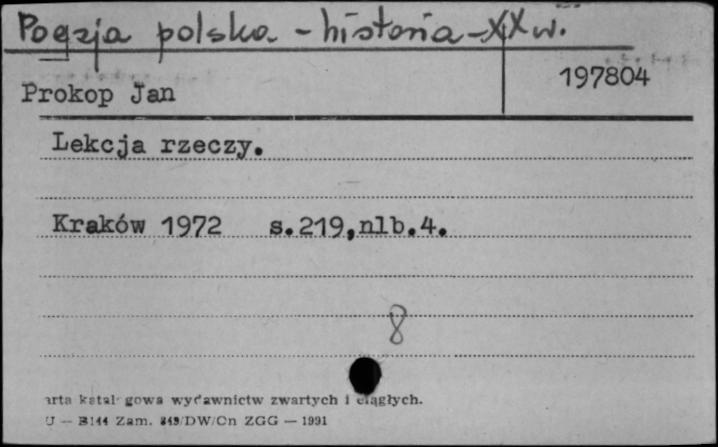 Poezja polska - historia - XX w.
197804
Prokop Jan
Lekcja rzeczy.
Kraków 1972 s.219,nlb.4.
8
arta katal gowa wydawnictw zwartych i ciągłych.
U — B144 Zam. 849/DW/Cn ZGG — 1991